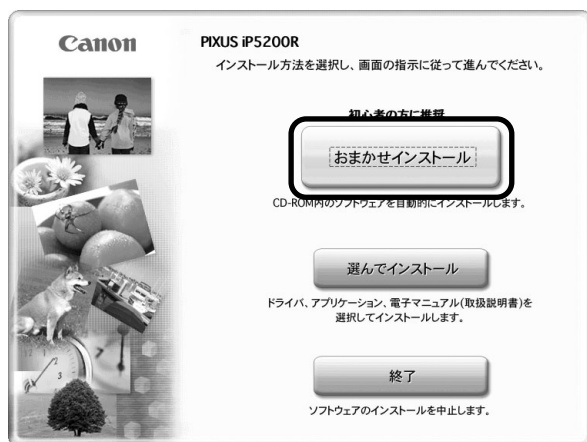 Canon
PIXUS iP5200R
インストール方法を選択し、画面の指示に従って進んでください。
初心者の方に推奨
おまかせインストール
CD-ROM内のソフトウェアを自動的にインストールします。
選んでインストール
ドライバ、アプリケーション、電子マニュアル(取扱説明書)を
選択してインストールします。
終了
ソフトウェアのインストールを中止します。